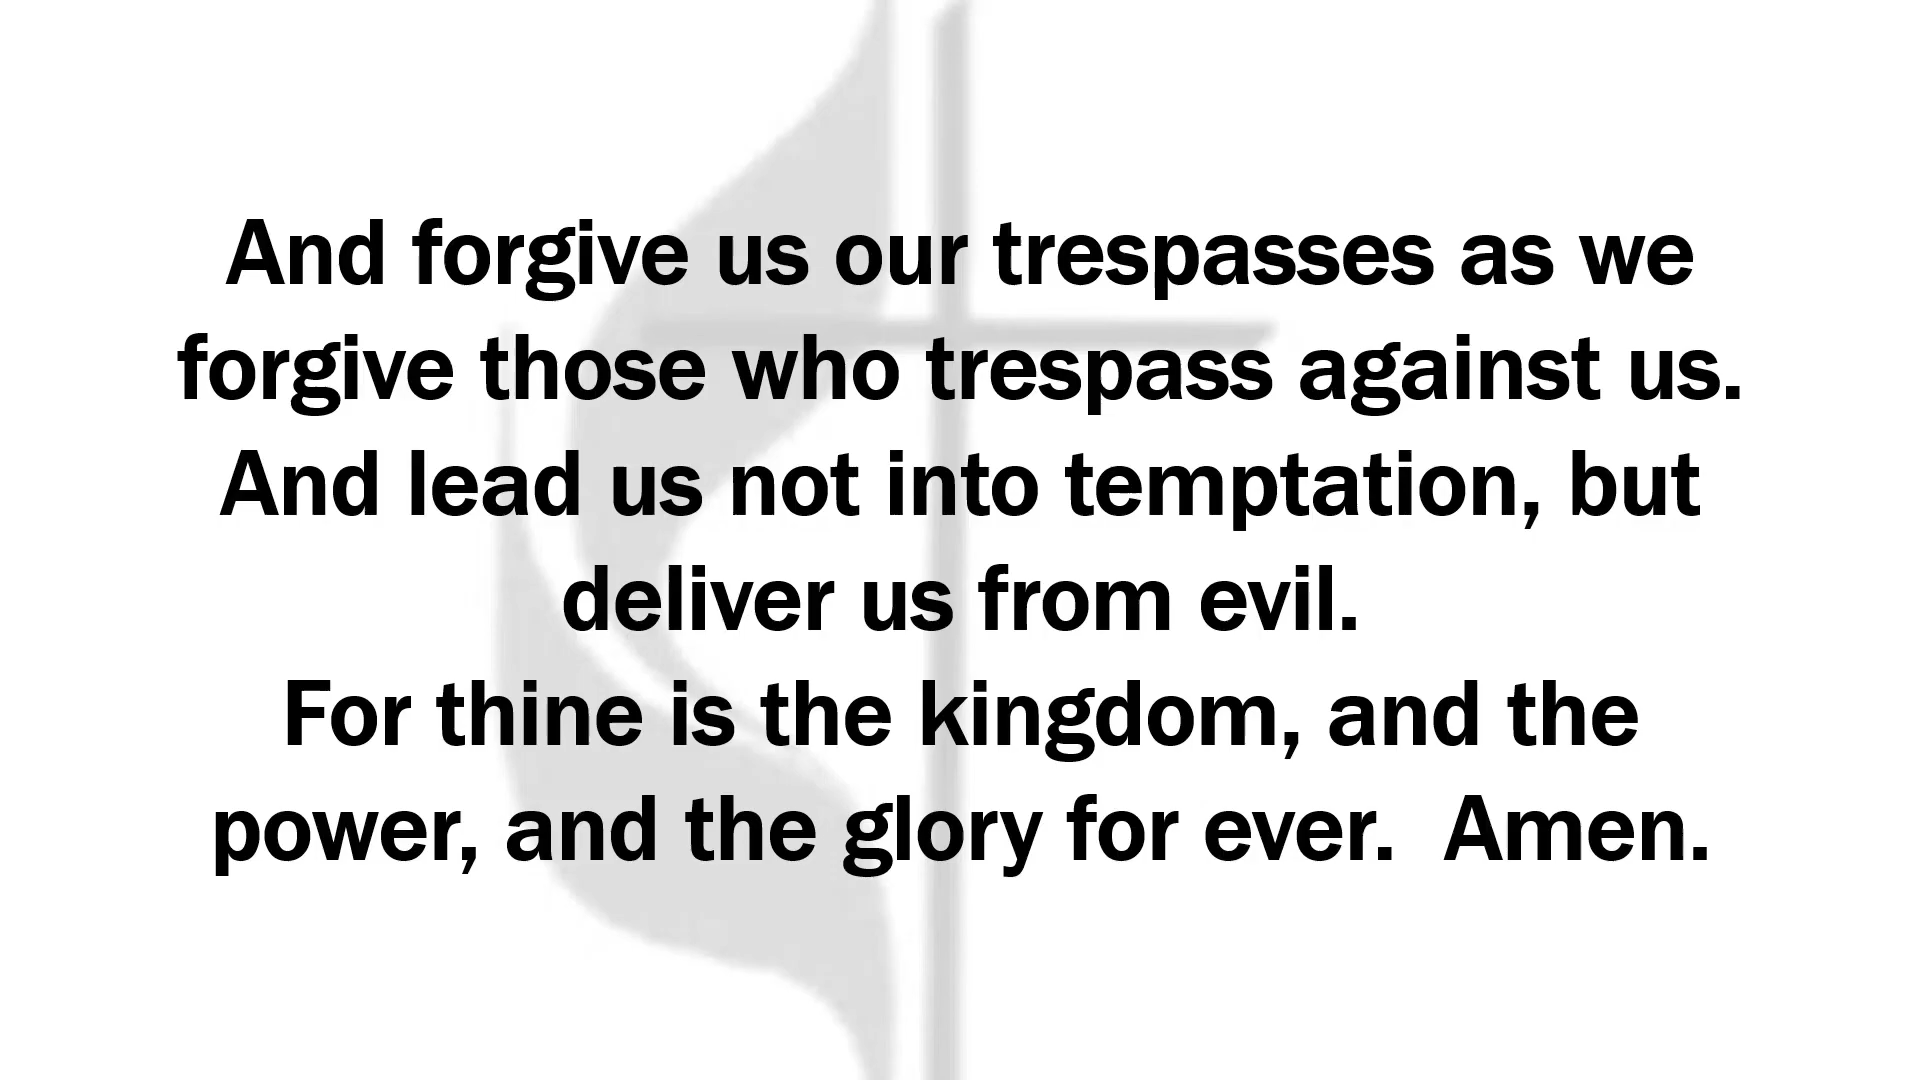 And forgive us our trespasses as we
forgive those who trespass against us.
And lead us not into temptation, but
deliver us from evil.
For thine is the kingdom, and the
power, and the glory for ever.  Amen.